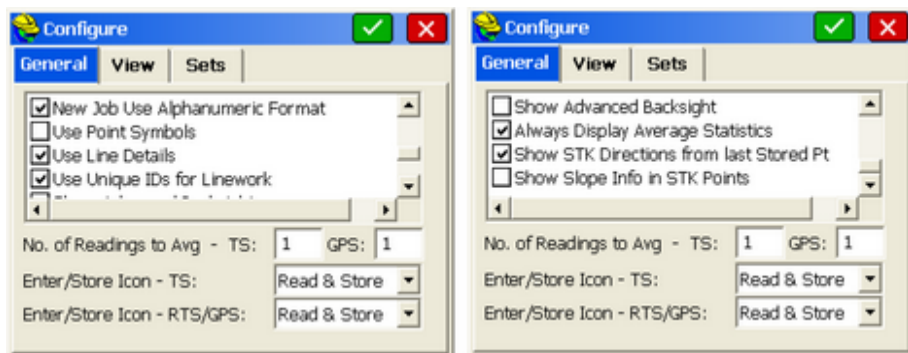 Configure
General View Sets
New Job Use Alphanumeric Format
Use Point Symbols
Use Line Details
Use Unique IDs for Linework
No. of Readings to Avg - TS: 1 GPS: 1
Enter/Store Icon - TS: Read & Store
Enter/Store Icon - RTS/GPS: Read & Store
Configure
General View Sets
Show Advanced Backsight
Always Display Average Statistics
Show STK Directions from last Stored Pt
Show Slope Info in STK Points
No. of Readings to Avg - TS: 1 GPS: 1
Enter/Store Icon - TS: Read & Store
Enter/Store Icon - RTS/GPS: Read & Store